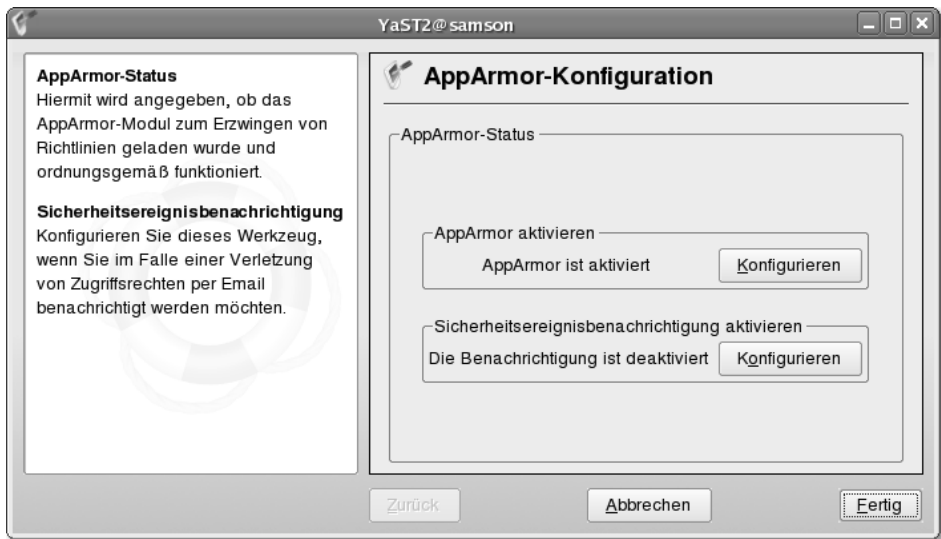 YaST2@samson
AppArmor-Status
Hiermit wird angegeben, ob das
AppArmor-Modul zum Erzwingen von
Richtlinien geladen wurde und
ordnungsgemäß funktioniert.
Sicherheitsereignisbenachrichtigung
Konfigurieren Sie dieses Werkzeug,
wenn Sie im Falle einer Verletzung
von Zugriffsrechten per Email
benachrichtigt werden möchten.
AppArmor-Konfiguration
AppArmor-Status
AppArmor aktivieren
AppArmor ist aktiviert Konfigurieren
Sicherheitsereignisbenachrichtigung aktivieren
Die Benachrichtigung ist deaktiviert Konfigurieren
Zurück Abbrechen Fertig